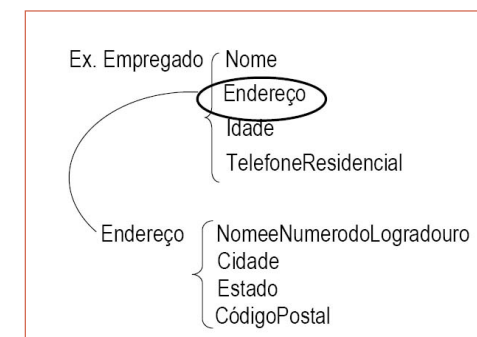 Ex. Empregado Nome
Endereço
Idade
TelefoneResidencial
Endereço NomeeNumerodoLogradouro
Cidade
Estado
CódigoPostal